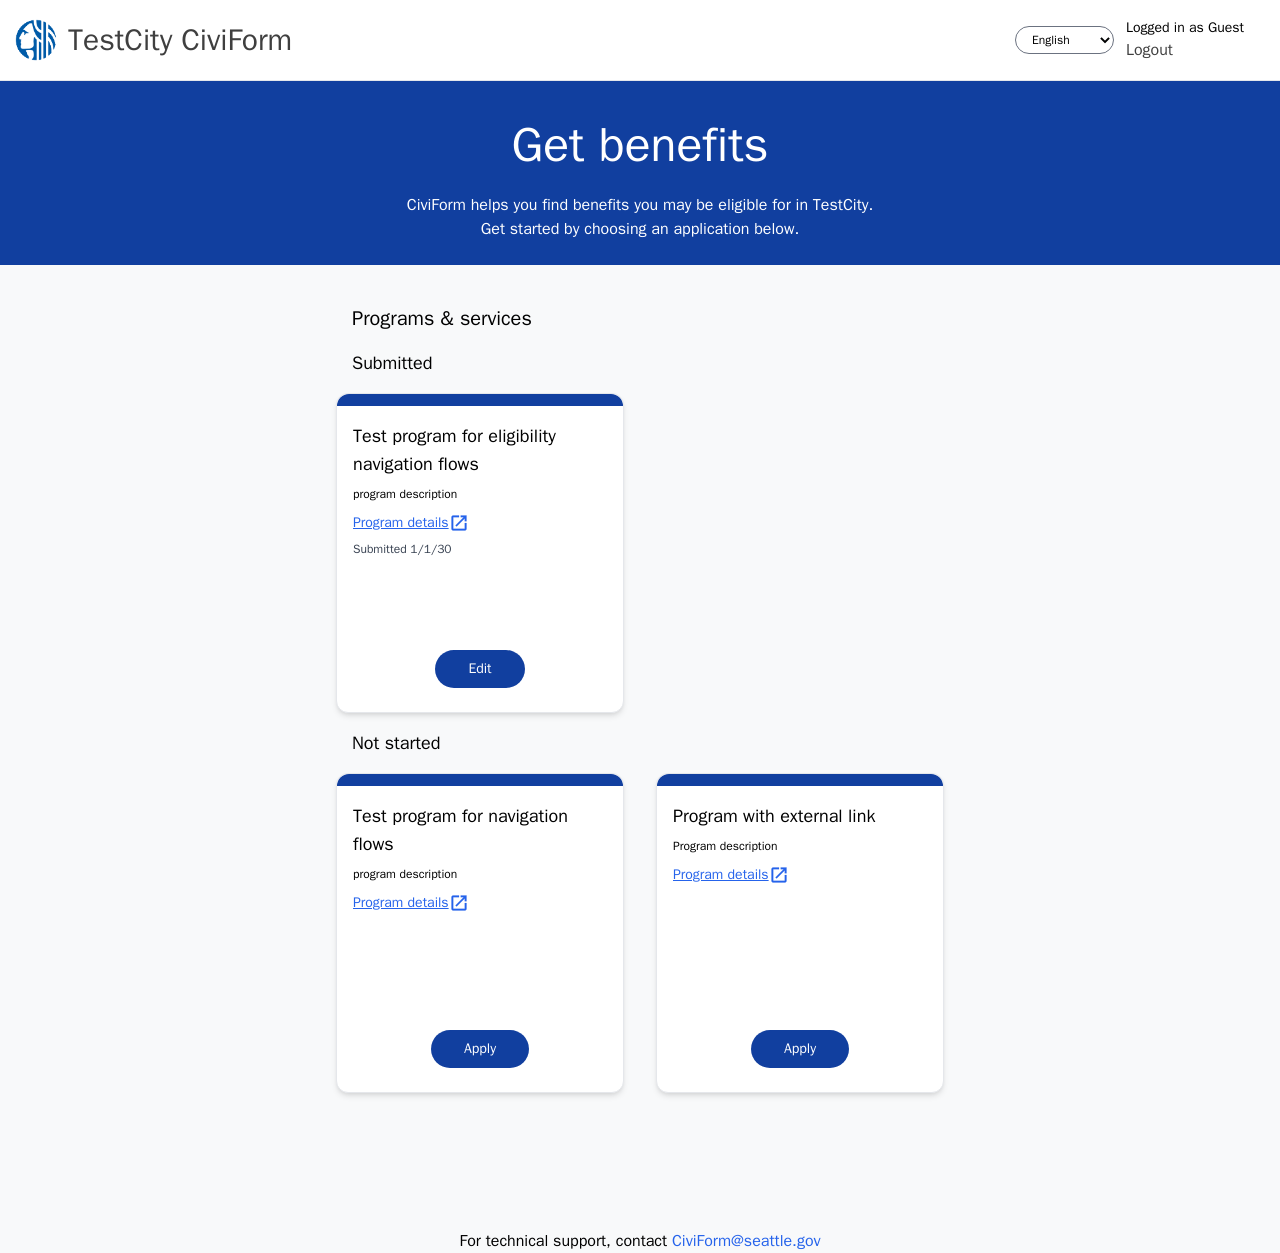 TestCity CiviForm
English
Logged in as Guest
Logout
Get benefits
CiviForm helps you find benefits you may be eligible for in TestCity.
Get started by choosing an application below.
Programs & services
Submitted
Test program for eligibility
navigation flows
program description
Program details
Submitted 1/1/30
Edit
Not started
Test program for navigation
flows
program description
Program details
Apply
Program with external link
Program description
Program details
Apply
For technical support, contact CiviForm@seattle.gov